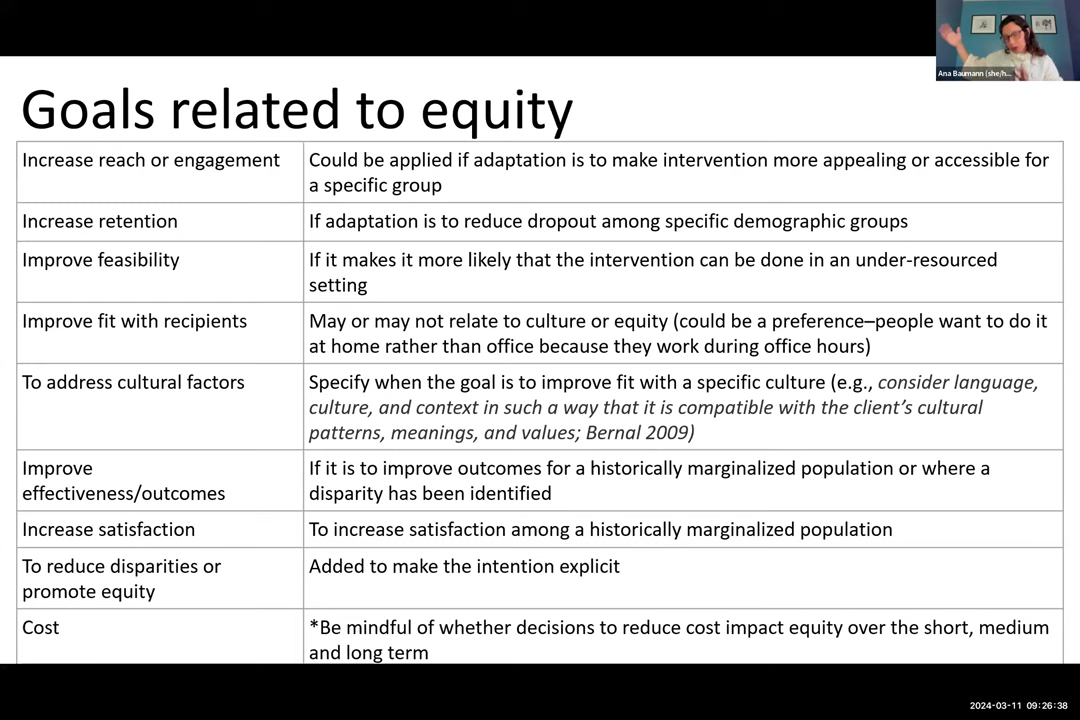 Ana Baumann (she/h...
Goals related to equity
Increase reach or engagement
Could be applied if adaptation is to make intervention more appealing or accessible for
a specific group
Increase retention
If adaptation is to reduce dropout among specific demographic groups
Improve feasibility
If it makes it more likely that the intervention can be done in an under-resourced
setting
Improve fit with recipients
May or may not relate to culture or equity (could be a preference–people want to do it
at home rather than office because they work during office hours)
To address cultural factors
Specify when the goal is to improve fit with a specific culture (e.g., consider language,
culture, and context in such a way that it is compatible with the client’s cultural
patterns, meanings, and values; Bernal 2009)
Improve
effectiveness/outcomes
If it is to improve outcomes for a historically marginalized population or where a
disparity has been identified
Increase satisfaction
To increase satisfaction among a historically marginalized population
To reduce disparities or
promote equity
Added to make the intention explicit
Cost
*Be mindful of whether decisions to reduce cost impact equity over the short, medium
and long term
2024-03-11 09:26:38